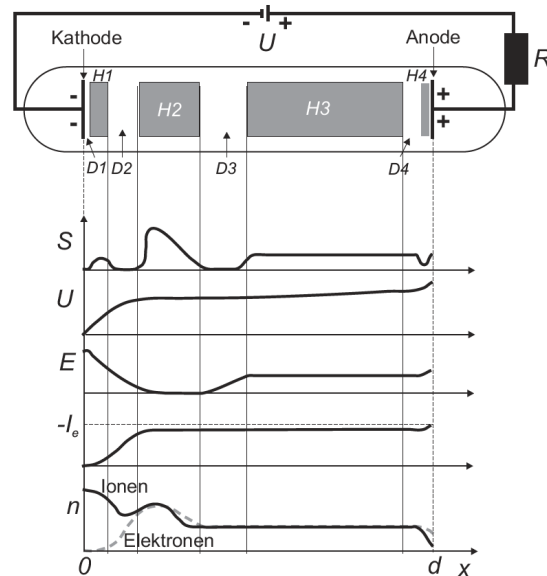 - +
U
Kathode
Anode
R
H1
H2
H3
H4
-
-
+
+
D1
D2
D3
D4
S
U
E
-Ie
n
Ionen
Elektronen
0
d
x